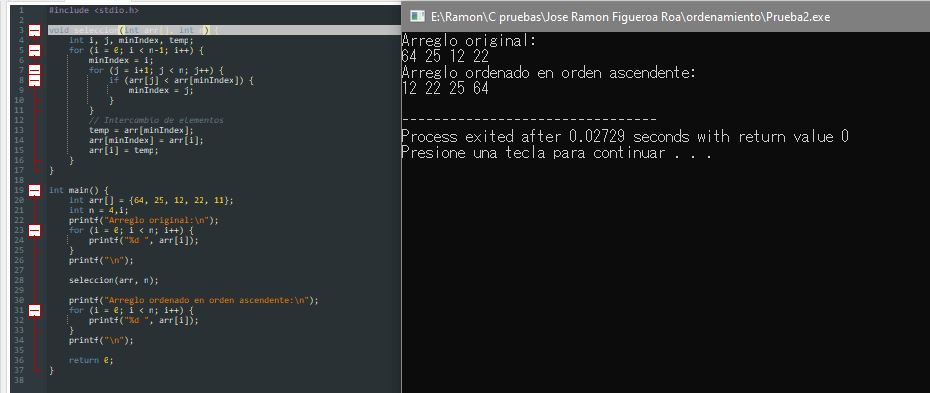 #include <stdio.h>
void seleccion(int arr[], int n) {
int i, j, minIndex, temp;
for (i = 0; i < n-1; i++) {
minIndex = i;
for (j = i+1; j < n; j++) {
if (arr[j] < arr[minIndex]) {
minIndex = j;
}
}
// Intercambio de elementos
temp = arr[minIndex];
arr[minIndex] = arr[i];
arr[i] = temp;
}
}
int main() {
int arr[] = {64, 25, 12, 22, 11};
int n = 4,i;
printf("Arreglo original:\n");
for (i = 0; i < n; i++) {
printf("%d ", arr[i]);
}
printf("\n");
seleccion(arr, n);
printf("Arreglo ordenado en orden ascendente:\n");
for (i = 0; i < n; i++) {
printf("%d ", arr[i]);
}
printf("\n");
return 0;
}
E:\Ramon\C pruebas\Jose Ramon Figueroa Roa\ordenamiento\Prueba2.exe
Arreglo original:
64 25 12 22
Arreglo ordenado en orden ascendente:
12 22 25 64
--------------------------------
Process exited after 0.02729 seconds with return value 0
Presione una tecla para continuar . . .